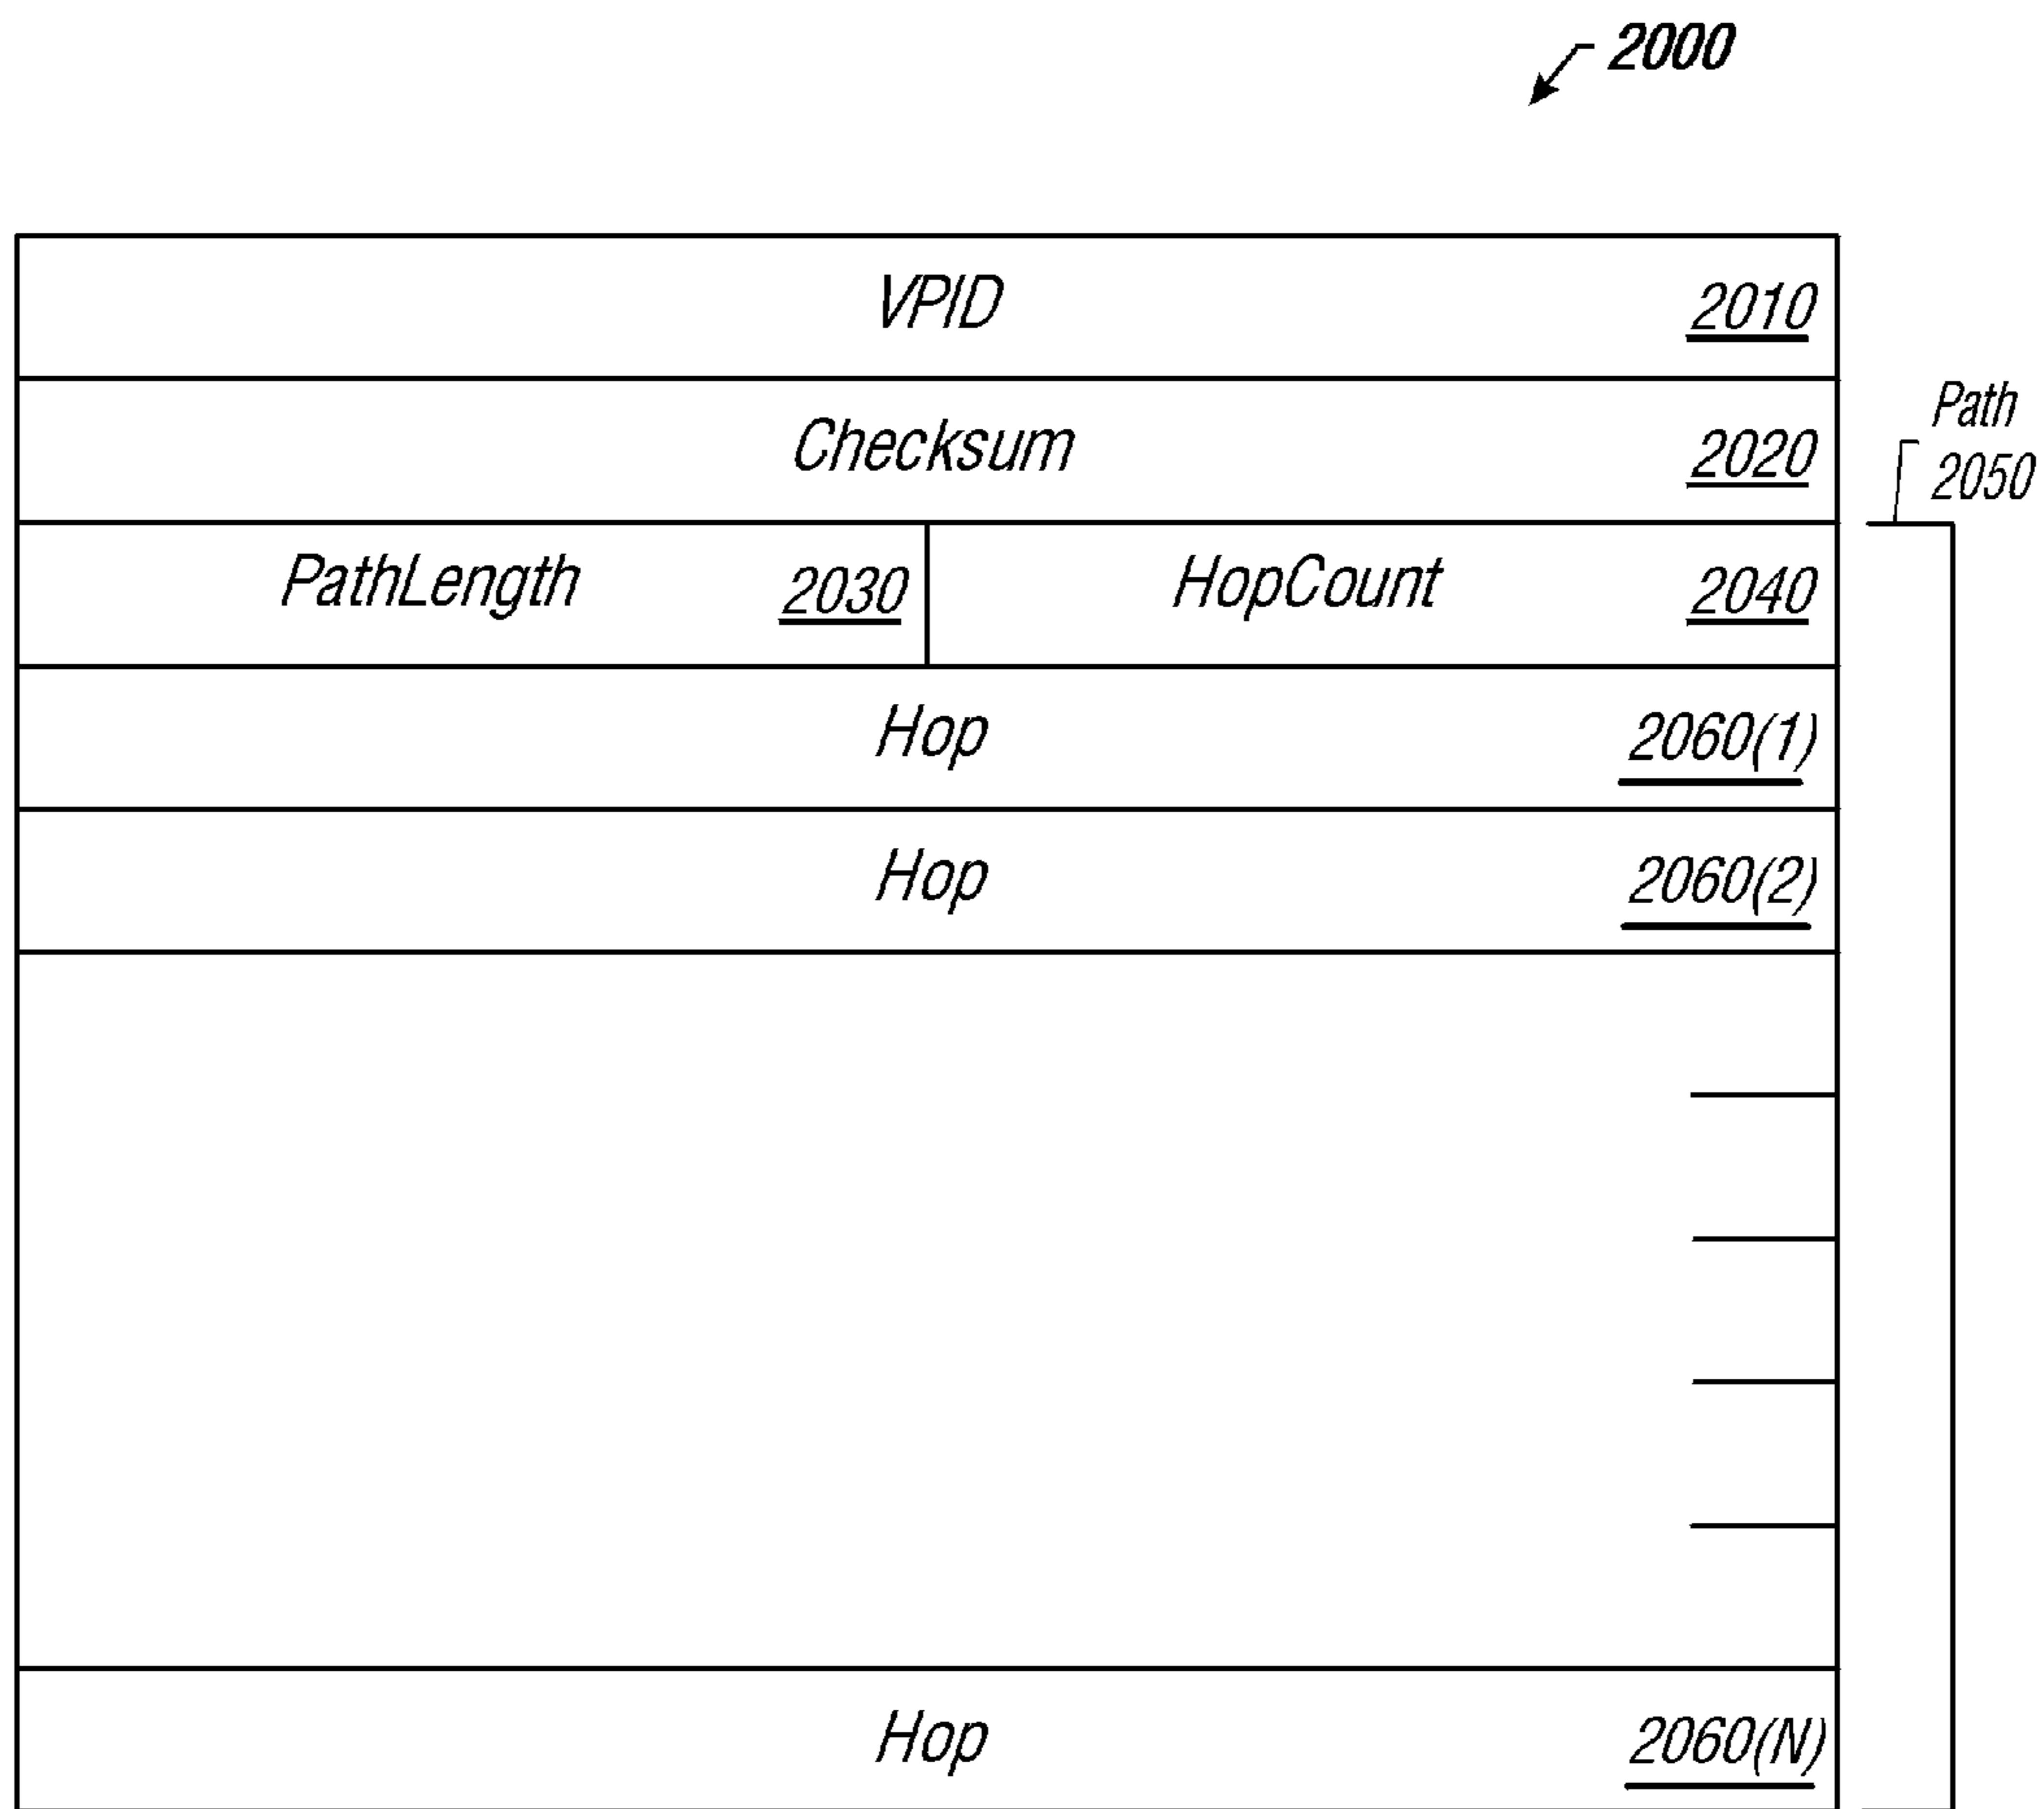 2000
VPID 2010
Checksum 2020
Path
2050
PathLength 2030 HopCount 2040
Hop 2060(1)
Hop 2060(2)
Hop 2060(N)